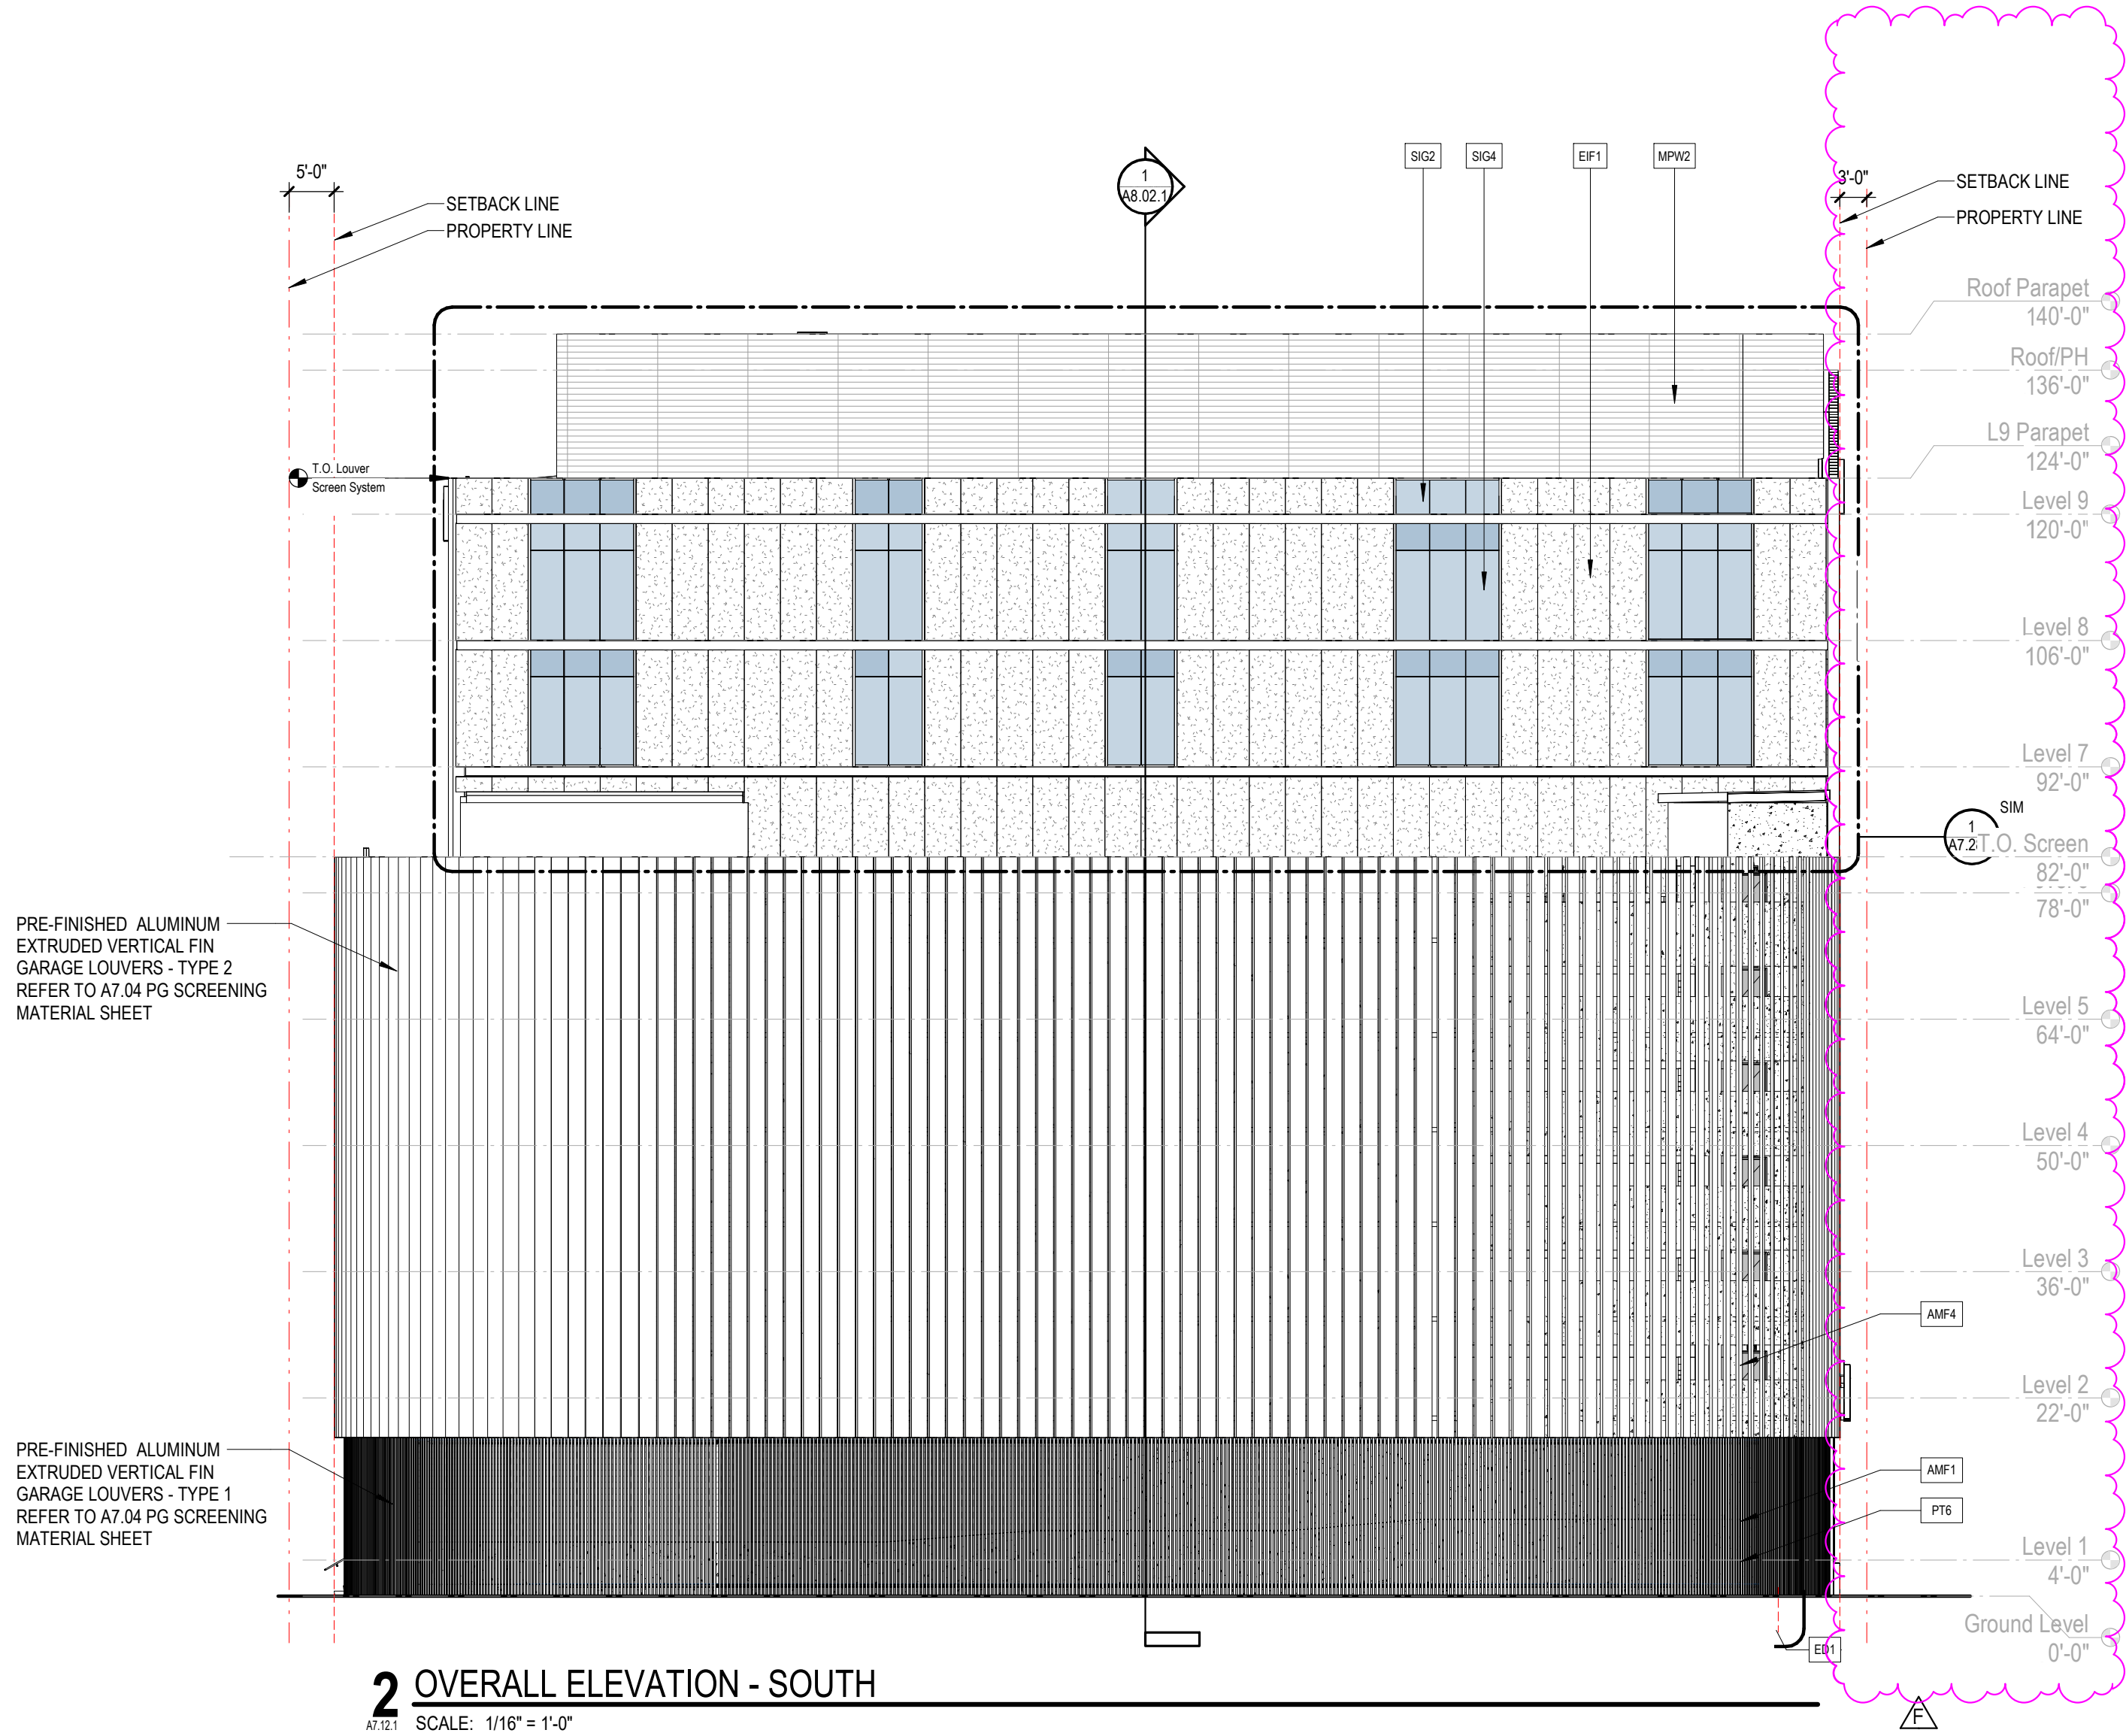 5'-0"
SETBACK LINE
PROPERTY LINE
1
A8.02.1
SIG2
SIG4
EIF1
MPW2
3'-0"
SETBACK LINE
PROPERTY LINE
Roof Parapet
140'-0"
Roof/PH
136'-0"
L9 Parapet
124'-0"
T.O. Louver
Screen System
Level 9
120'-0"
Level 8
106'-0"
Level 7
92'-0"
SIM
1
A7.2
T.O. Screen
82'-0"
78'-0"
PRE-FINISHED ALUMINUM
EXTRUDED VERTICAL FIN
GARAGE LOUVERS - TYPE 2
REFER TO A7.04 PG SCREENING
MATERIAL SHEET
Level 5
64'-0"
Level 4
50'-0"
Level 3
36'-0"
AMF4
Level 2
22'-0"
PRE-FINISHED ALUMINUM
EXTRUDED VERTICAL FIN
GARAGE LOUVERS - TYPE 1
REFER TO A7.04 PG SCREENING
MATERIAL SHEET
AMF1
PT6
Level 1
4'-0"
Ground Level
0'-0"
ED1
2 OVERALL ELEVATION - SOUTH
A7.12.1 SCALE: 1/16" = 1'-0"
F